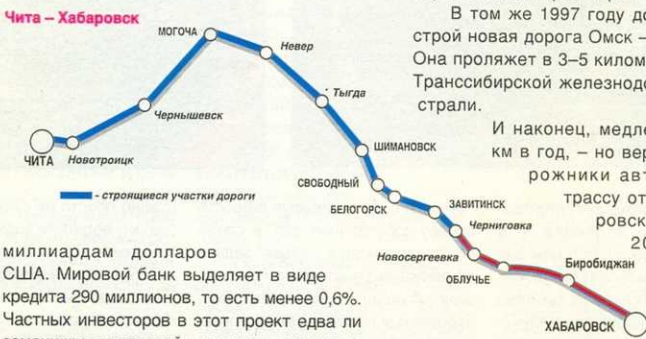 Чита – Хабаровск
МОГОЧА
Невер
Тыгда
Чернышевск
ЧИТА
Новотроицк
ШИМАНОВСК
СВОБОДНЫЙ
БЕЛОГОРСК
ЗАВИТИНСК
Черниговка
Новосергеевка
ОБЛУЧЬЕ
Биробиджан
ХАБАРОВСК
- строящиеся участки дороги
миллиардам долларов
США. Мировой банк выделяет в виде
кредита 290 миллионов, то есть менее 0,6%.
Частных инвесторов в этот проект едва ли
В том же 1997 году до
строй новая дорога Омск –
Она проляжет в 3–5 килом
Транссибирской железнодо
страли.
И наконец, медле
км в год, – но вер
рожники авт
трассу от
ровск
20